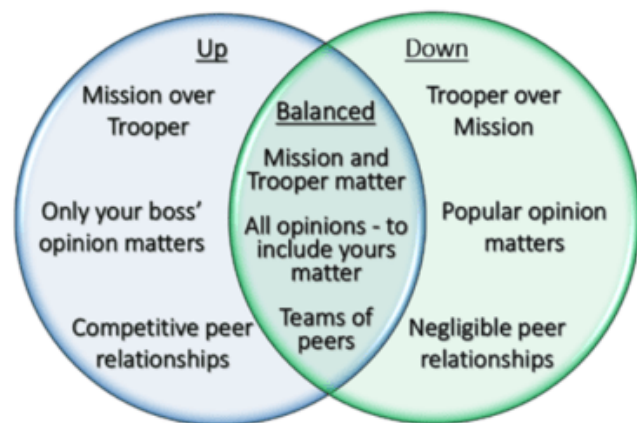 Up
Mission over
Trooper
Only your boss'
opinion matters
Competitive peer
relationships
Balanced
Mission and
Trooper matter
All opinions - to
include yours
matter
Teams of
peers
Down
Trooper over
Mission
Popular opinion
matters
Negligible peer
relationships